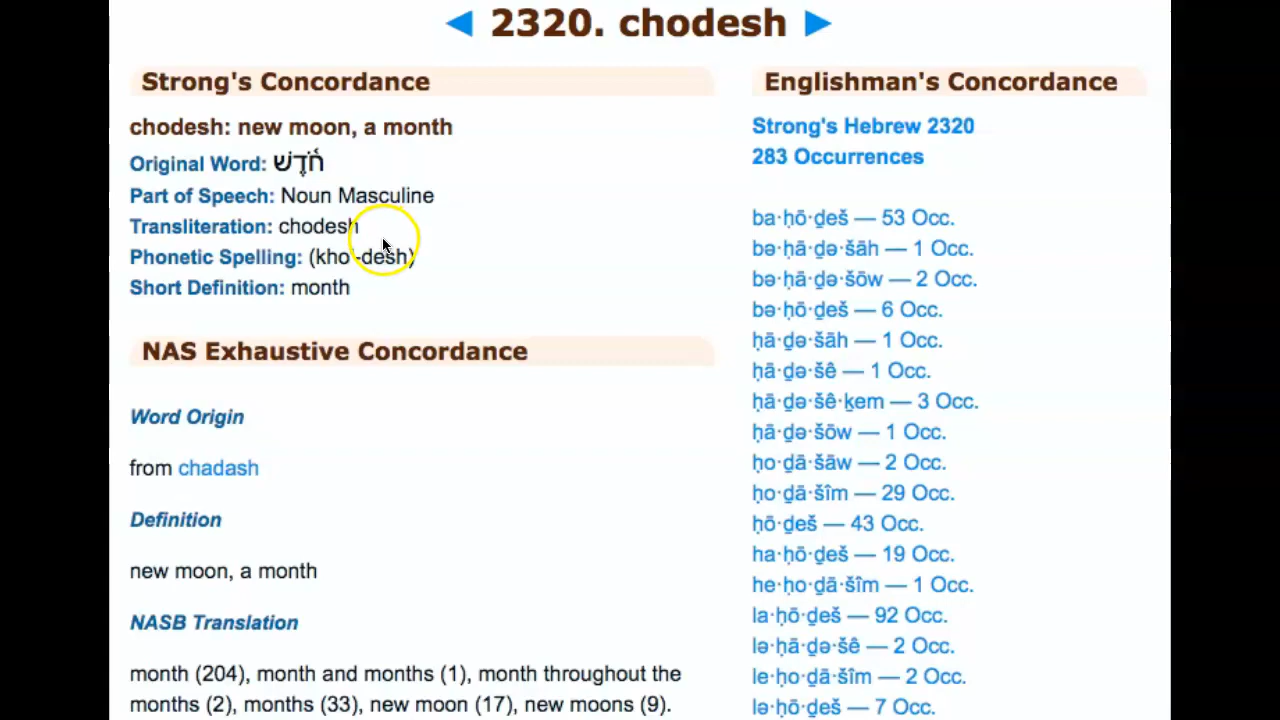 ◄ 2320. chodesh ►
Strong's Concordance
chodesh: new moon, a month
Original Word: חֹ֫דֶשׁ
Part of Speech: Noun Masculine
Transliteration: chodesh
Phonetic Spelling: (kho'-desh)
Short Definition: month
NAS Exhaustive Concordance
Word Origin
from chadash
Definition
new moon, a month
NASB Translation
month (204), month and months (1), month throughout the
months (2), months (33), new moon (17), new moons (9).
Englishman's Concordance
Strong's Hebrew 2320
283 Occurrences
ba·ḥō·ḏeš — 53 Occ.
bə·ḥā·ḏə·šāh — 1 Occ.
bə·ḥā·ḏə·šōw — 2 Occ.
bə·ḥō·ḏeš — 6 Occ.
ḥā·ḏə·šāh — 1 Occ.
ḥā·ḏə·šê — 1 Occ.
ḥā·ḏə·šê·ḵem — 3 Occ.
ḥā·ḏə·šōw — 1 Occ.
ḥo·ḏā·šāw — 2 Occ.
ḥo·ḏā·šîm — 29 Occ.
ḥō·ḏeš — 43 Occ.
ha·ḥō·ḏeš — 19 Occ.
he·ḥo·ḏā·šîm — 1 Occ.
la·ḥō·ḏeš — 92 Occ.
lə·ḥā·ḏə·šê — 2 Occ.
le·ḥo·ḏā·šîm — 2 Occ.
lə·ḥō·ḏeš — 7 Occ.